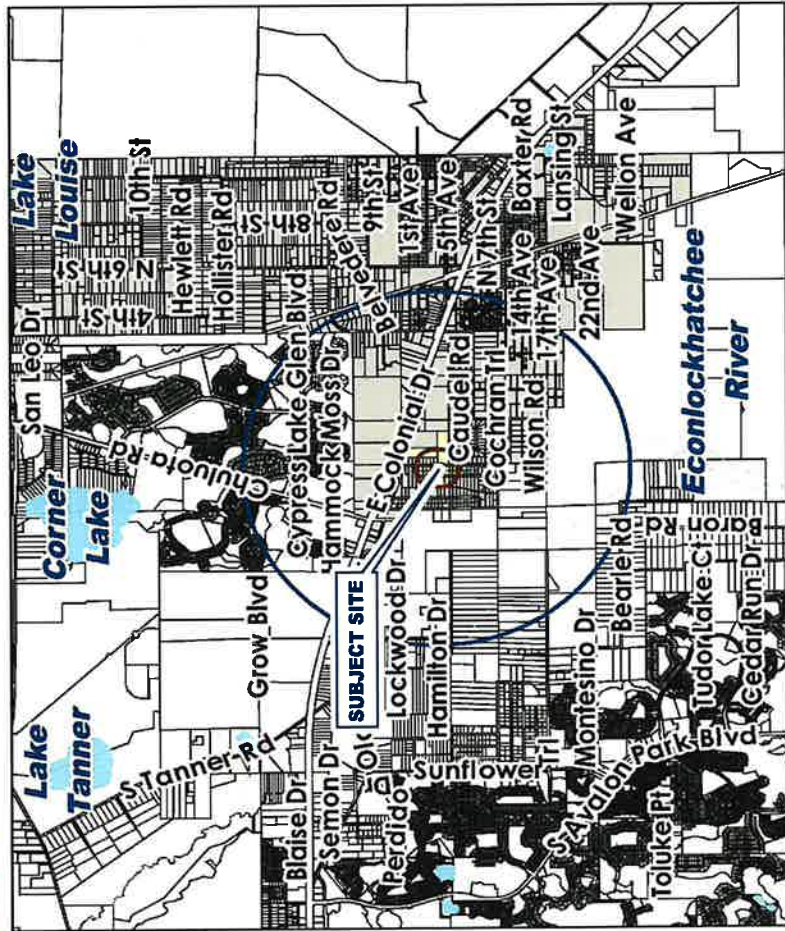 Lake
Tanner
Corner
Lake
San Leo Dr
Lake
Louise
4th St
N 6th St
10th St
Chuluota Rd
Hewlett Rd
Hollister Rd
8th St
S Tanner Rd
Grow Blvd
Cypress Lake Glen Blvd
Blaise Dr
Hammock Moss Dr
Belvedere Rd
Semon Dr
SUBJECT SITE
E Colonial Dr
9th St
1st Ave
Perdido
Lockwood Dr
5th Ave
Hamilton Dr
Caudel Rd
N 7th St
Sunflower Trl
Cochran Trl
14th Ave
Baxter Rd
Wilson Rd
17th Ave
Lansing St
S Avalon Park Blvd
Montesino Dr
22nd Ave
Bearle Rd
Wellon Ave
Toluke Pt
Baron Rd
Tudor Lake Ct
Econlockhatchee
River
Cedar Run Dr